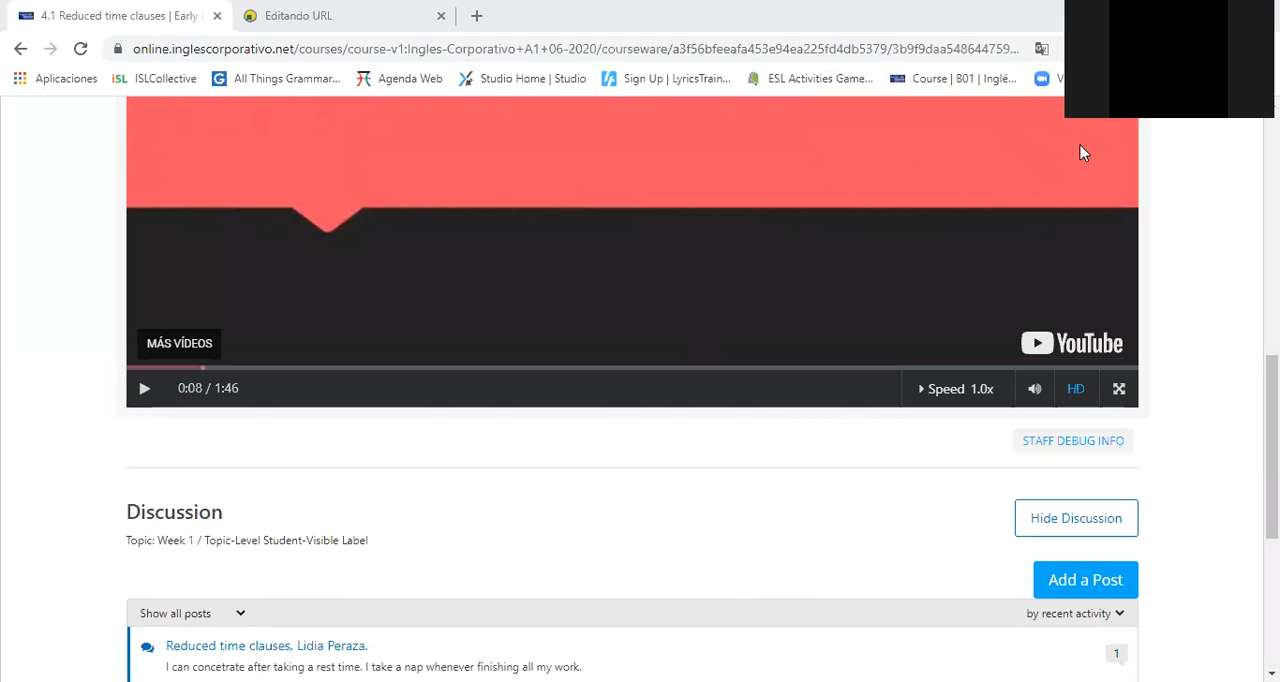 4.1 Reduced time clauses | Early
Editando URL
online.inglescorporativo.net/courses/course-v1:Ingles-Corporativo+A1+06-2020/courseware/a3f56bfeeafa453e94ea225fd4db5379/3b9f9daa548644759...
Aplicaciones
iSL ISLCollective
G All Things Grammar...
Agenda Web
Studio Home | Studio
Sign Up | LyricsTrain...
ESL Activities Game...
Course | B01 | Inglé...
V
MÁS VÍDEOS
YouTube
0:08 / 1:46
Speed 1.0x
HD
STAFF DEBUG INFO
Discussion
Hide Discussion
Topic: Week 1 / Topic-Level Student-Visible Label
Add a Post
Show all posts
by recent activity
Reduced time clauses, Lidia Peraza.
1
I can concetrate after taking a rest time. I take a nap whenever finishing all my work.